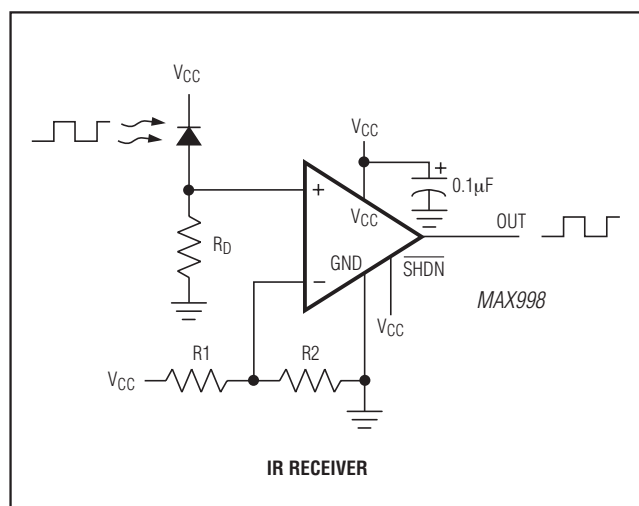 VCC
VCC
+
+
0.1µF
VCC
OUT
RD
GND
SHDN
−
MAX998
VCC
R1
R2
VCC
IR RECEIVER